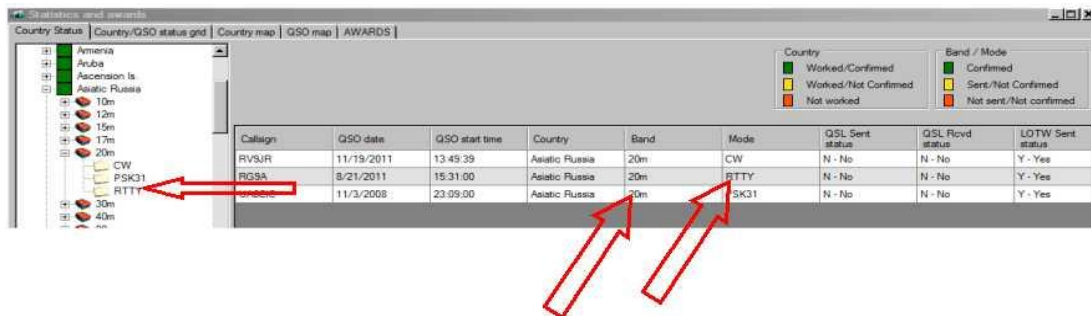 Statistics and awards
Country Status Country/QSO status grid Country map QSO map AWARDS
Armenia
Aruba
Ascension Is.
Asiatic Russia
10m
12m
15m
17m
20m
CW
PSK31
RTTY
30m
40m
Country
Worked/Confirmed
Worked/Not Confirmed
Not worked
Band / Mode
Confirmed
Sent/Not Confirmed
Not sent/Not confirmed
Callsign QSO date QSO start time Country Band Mode QSL Sent status QSL Rcvd status LOTW Sent status
RV9JR 11/19/2011 13:49:39 Asiatic Russia 20m CW N - No N - No Y - Yes
RG9A 8/21/2011 15:31:00 Asiatic Russia 20m RTTY N - No N - No Y - Yes
11/3/2008 23:09:00 Asiatic Russia 20m PSK31 N - No N - No Y - Yes